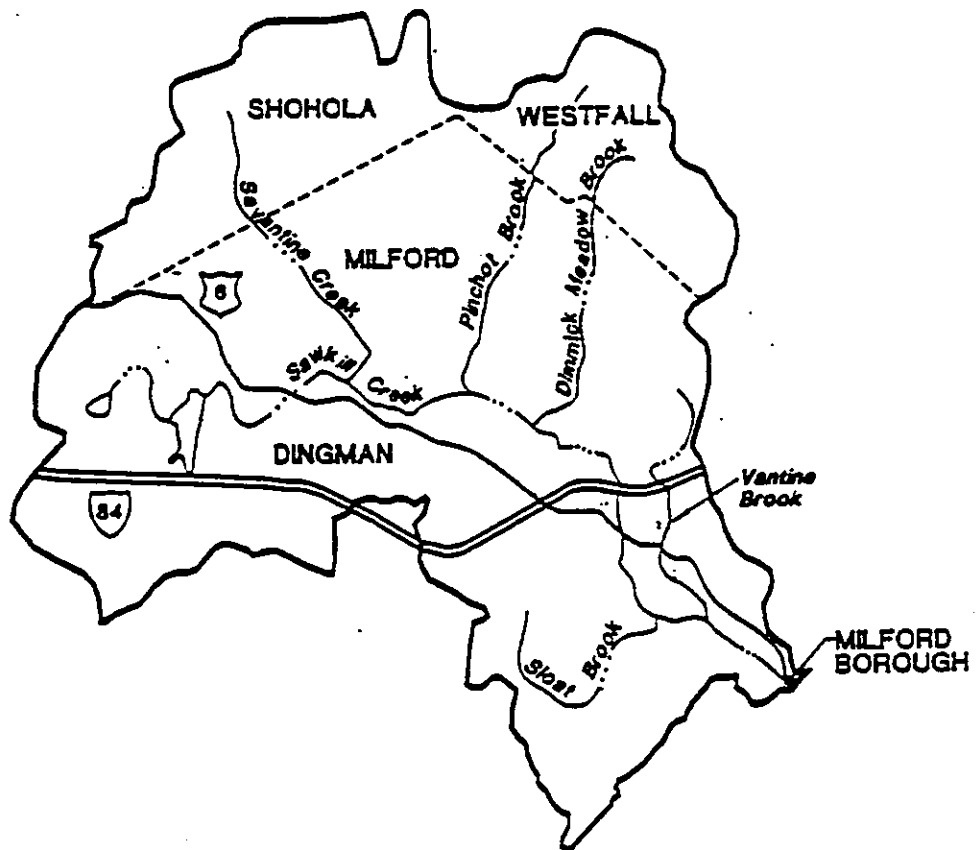 SHOHOLA
WESTFALL
Savantine Creek
MILFORD
Pinchot Brook
Dimmick Meadow Brook
6
Sawkill Creek
DINGMAN
Vantine
Brook
84
Sloat Brook
MILFORD
BOROUGH